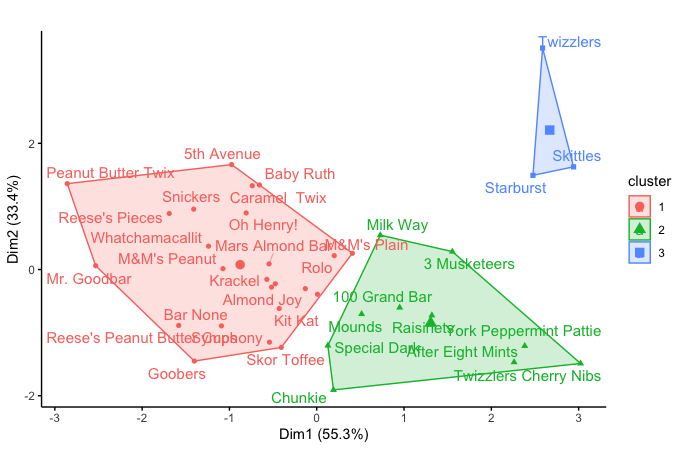 Twizzlers
Skittles
Starburst
5th Avenue
Peanut Butter Twix
Baby Ruth
Snickers
Caramel Twix
Reese's Pieces
Oh Henry!
Milk Way
Whatchamacallit
Mars Almond Bar
M&M's Plain
M&M's Peanut
Rolo
3 Musketeers
Mr. Goodbar
Krackel
Almond Joy
100 Grand Bar
Bar None
Kit Kat
Mounds
Raisinets
York Peppermint Pattie
Reese's Peanut Butter Cups
Symphony
Special Dark
After Eight Mints
Skor Toffee
Goobers
Twizzlers Cherry Nibs
Chunkie
cluster
1
2
3
Dim2 (33.4%)
2
0
-2
-3
-2
-1
0
1
2
3
Dim1 (55.3%)